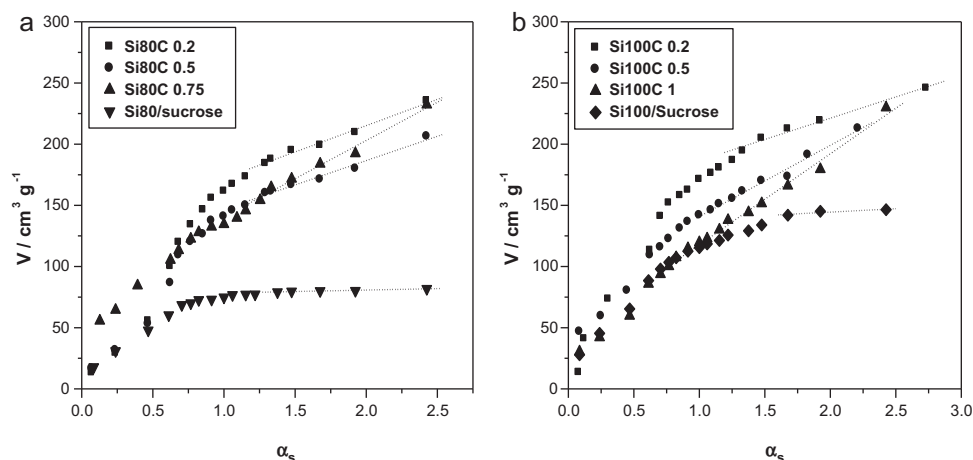 a
300
250
200
150
100
50
0
V / cm³ g⁻¹
Si80C 0.2
Si80C 0.5
Si80C 0.75
Si80/sucrose
0.0 0.5 1.0 1.5 2.0 2.5
αs
b
300
250
200
150
100
50
0
V / cm³ g⁻¹
Si100C 0.2
Si100C 0.5
Si100C 1
Si100/Sucrose
0.0 0.5 1.0 1.5 2.0 2.5 3.0
αs